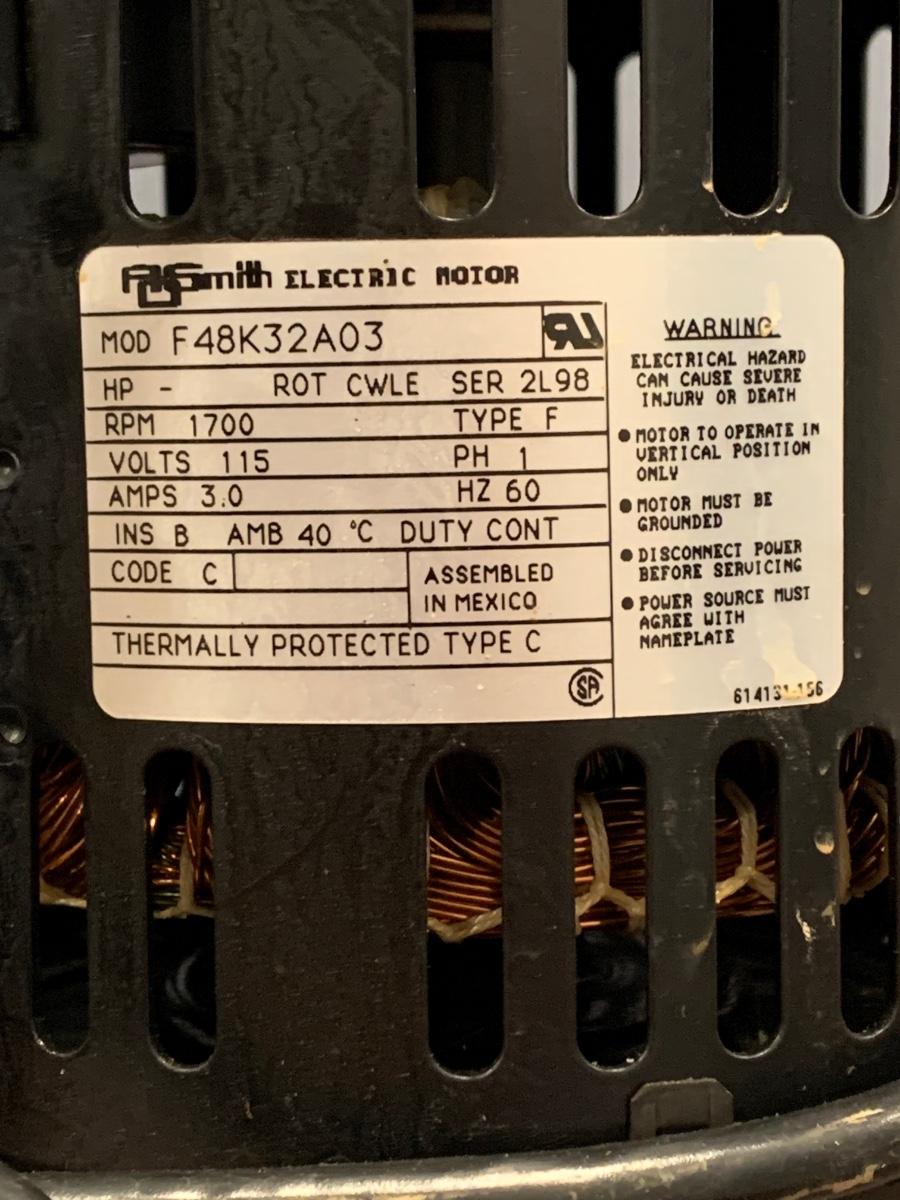 AOSmith ELECTRIC MOTOR
MOD F48K32A03 RU
HP - ROT CWLE SER 2L98
RPM 1700 TYPE F
VOLTS 115 PH 1
AMPS 3.0 HZ 60
INS B AMB 40 °C DUTY CONT
CODE C
ASSEMBLED
IN MEXICO
THERMALLY PROTECTED TYPE C
SA
WARNING
ELECTRICAL HAZARD
CAN CAUSE SEVERE
INJURY OR DEATH
● MOTOR TO OPERATE IN
VERTICAL POSITION
ONLY
● MOTOR MUST BE
GROUNDED
● DISCONNECT POWER
BEFORE SERVICING
● POWER SOURCE MUST
AGREE WITH
NAMEPLATE